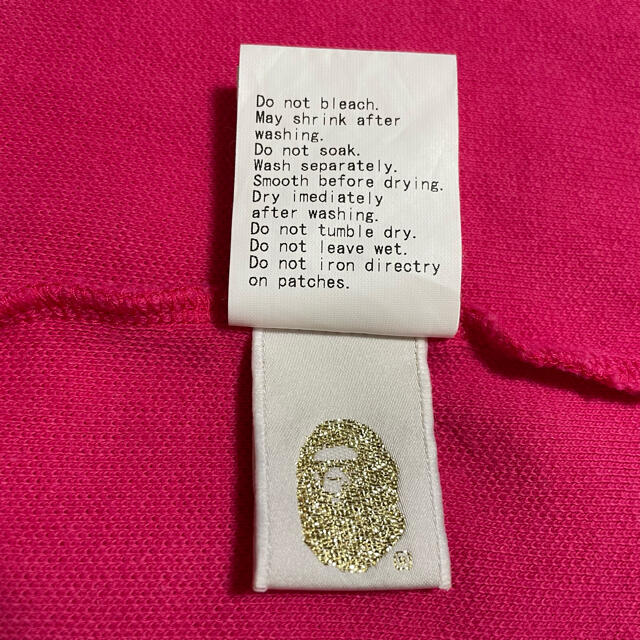 Do not bleach.
May shrink after
washing.
Do not soak.
Wash separately.
Smooth before drying.
Dry imediately
after washing.
Do not tumble dry.
Do not leave wet.
Do not iron directry
on patches.